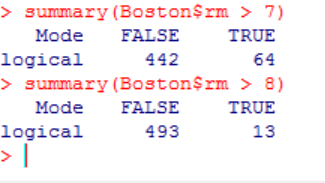 > summary(Boston$rm > 7)
   Mode   FALSE    TRUE
logical     442      64
> summary(Boston$rm > 8)
   Mode   FALSE    TRUE
logical     493      13
>